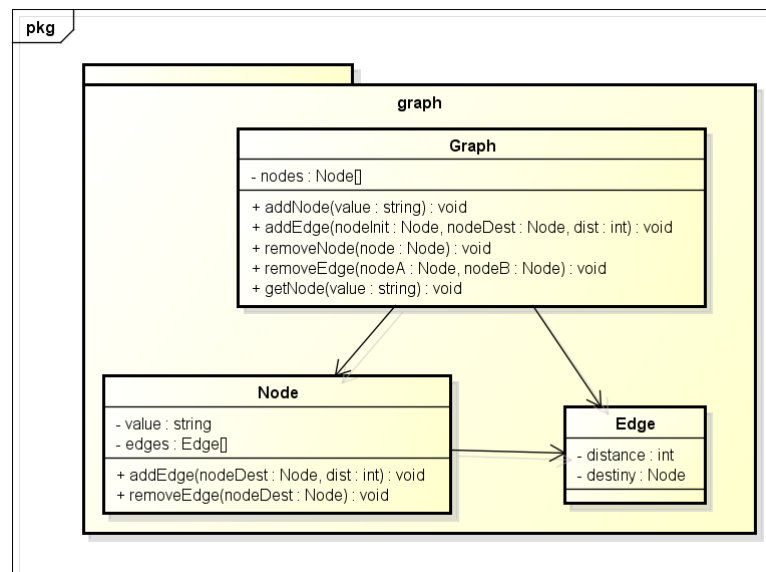 pkg
graph
Graph
- nodes : Node[]
+ addNode(value : string) : void
+ addEdge(nodeInit : Node, nodeDest : Node, dist : int) : void
+ removeNode(node : Node) : void
+ removeEdge(nodeA : Node, nodeB : Node) : void
+ getNode(value : string) : void
Node
- value : string
- edges : Edge[]
+ addEdge(nodeDest : Node, dist : int) : void
+ removeEdge(nodeDest : Node) : void
Edge
- distance : int
- destiny : Node